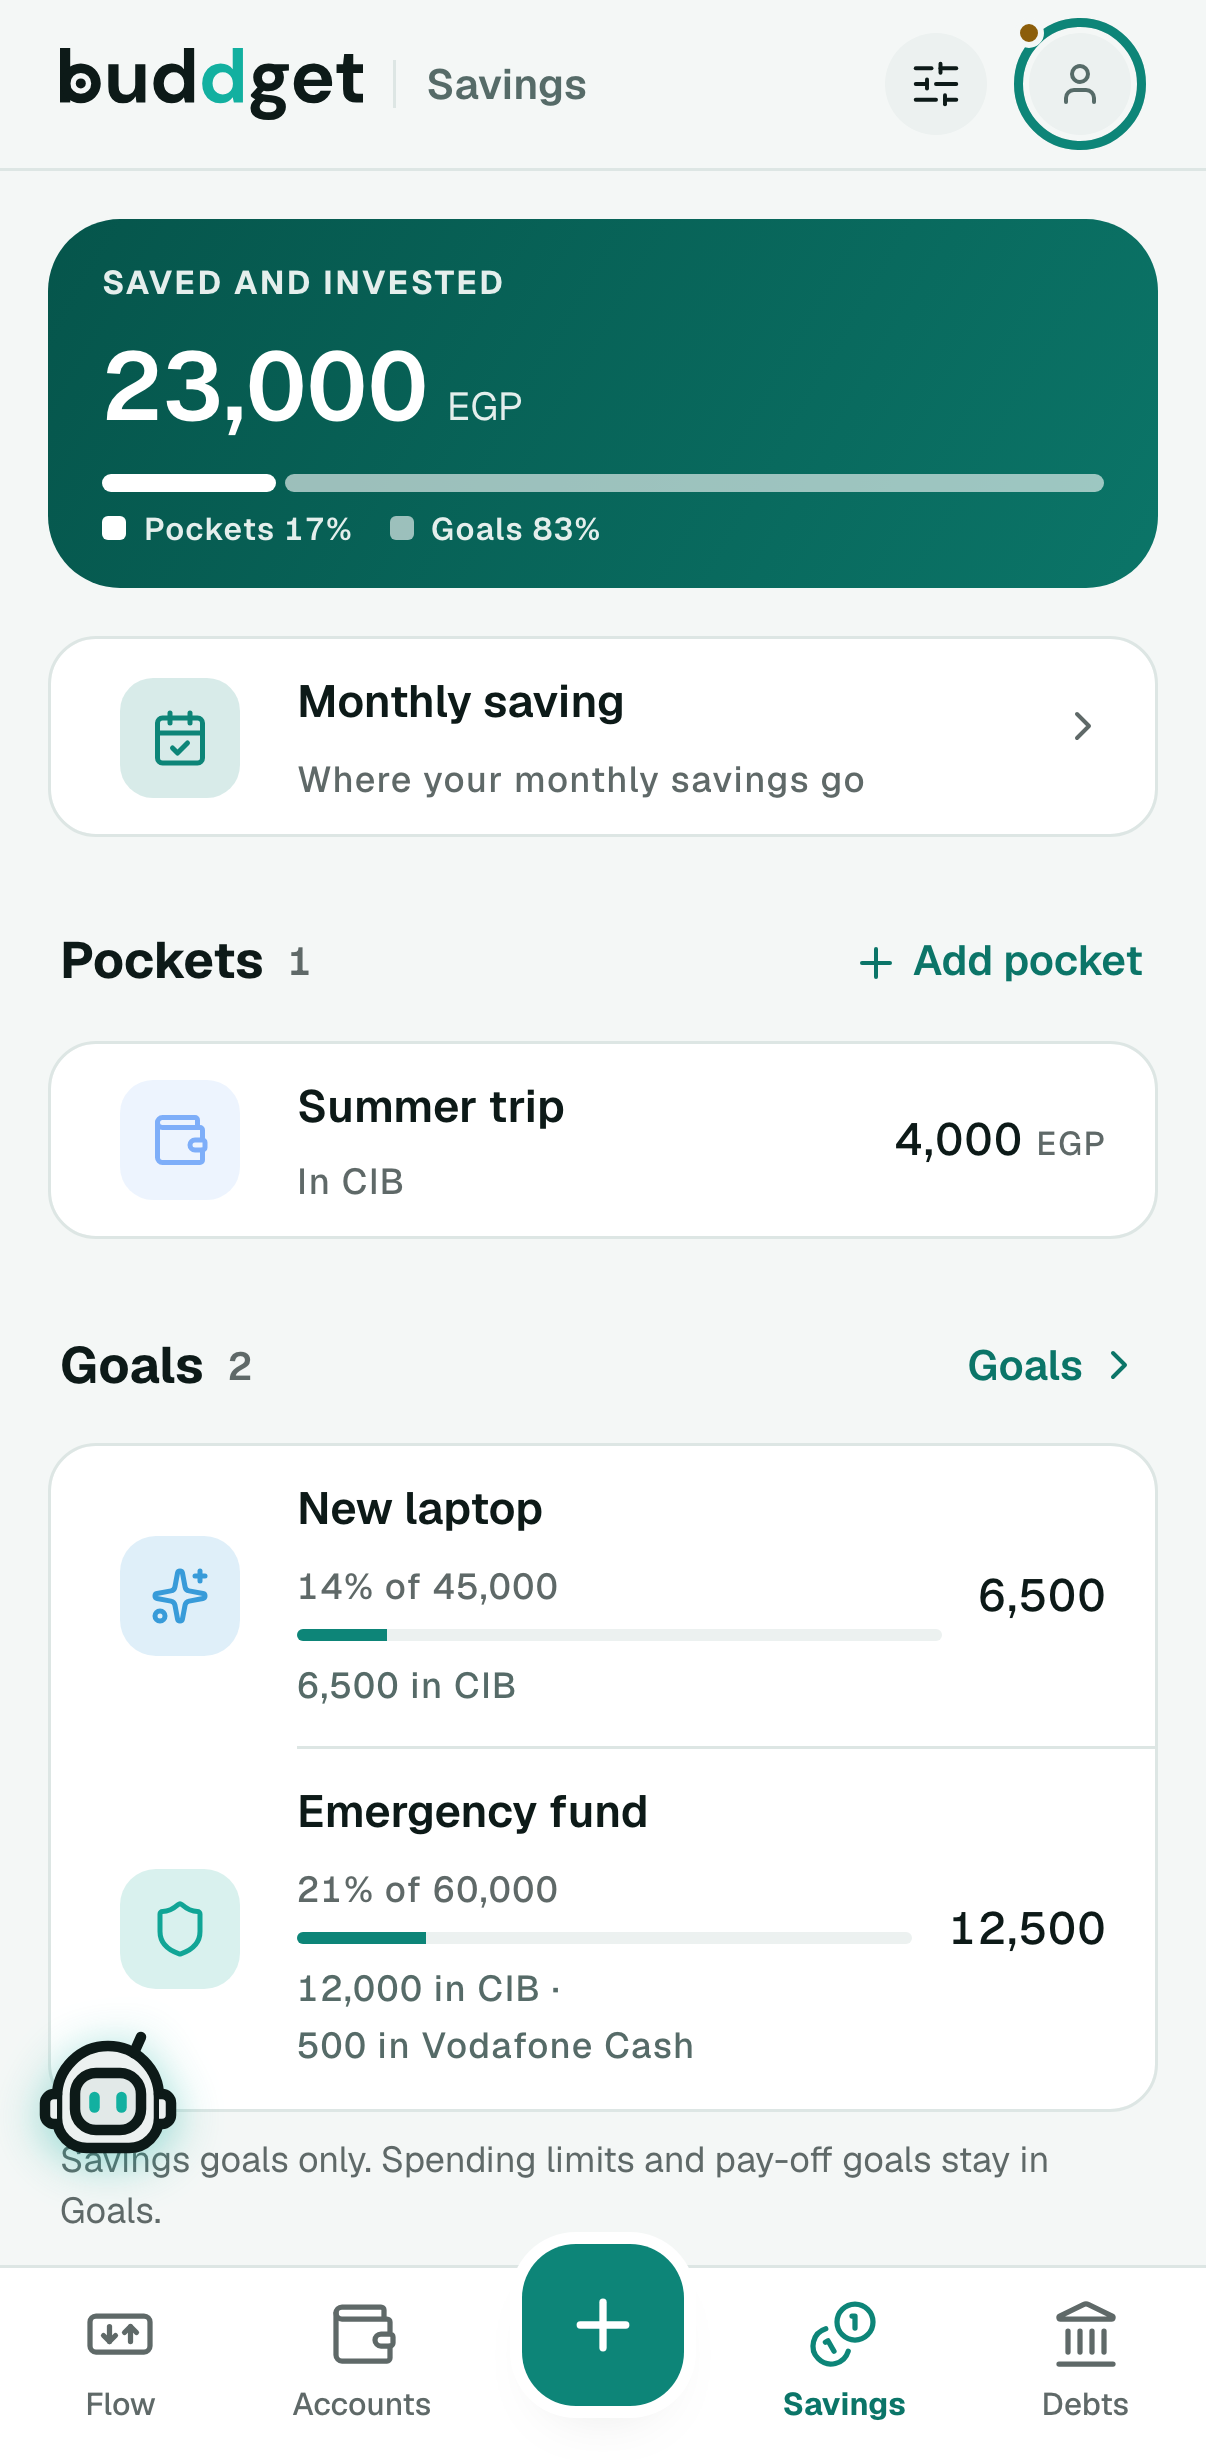 buddget
Savings
SAVED AND INVESTED
23,000 EGP
Pockets 17%
Goals 83%
Monthly saving
Where your monthly savings go
Pockets 1
Add pocket
Summer trip
In CIB
4,000 EGP
Goals 2
Goals
New laptop
14% of 45,000
6,500
6,500 in CIB
Emergency fund
21% of 60,000
12,500
12,000 in CIB ·
500 in Vodafone Cash
Savings goals only. Spending limits and pay-off goals stay in
Goals.
Flow
Accounts
Savings
Debts